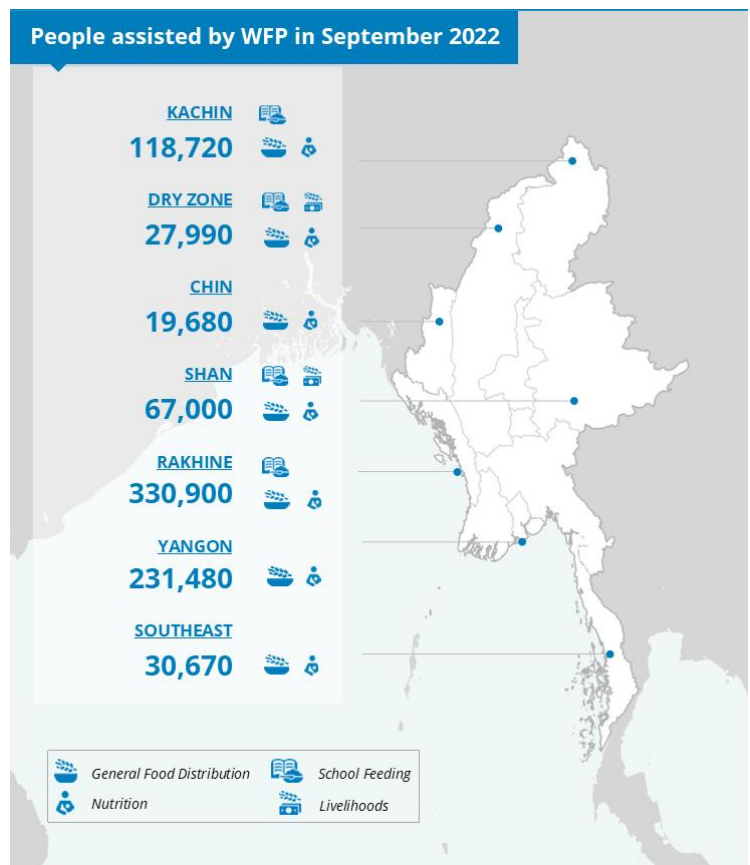 People assisted by WFP in September 2022
KACHIN
118,720
DRY ZONE
27,990
CHIN
19,680
SHAN
67,000
RAKHINE
330,900
YANGON
231,480
SOUTHEAST
30,670
General Food Distribution
School Feeding
Nutrition
Livelihoods